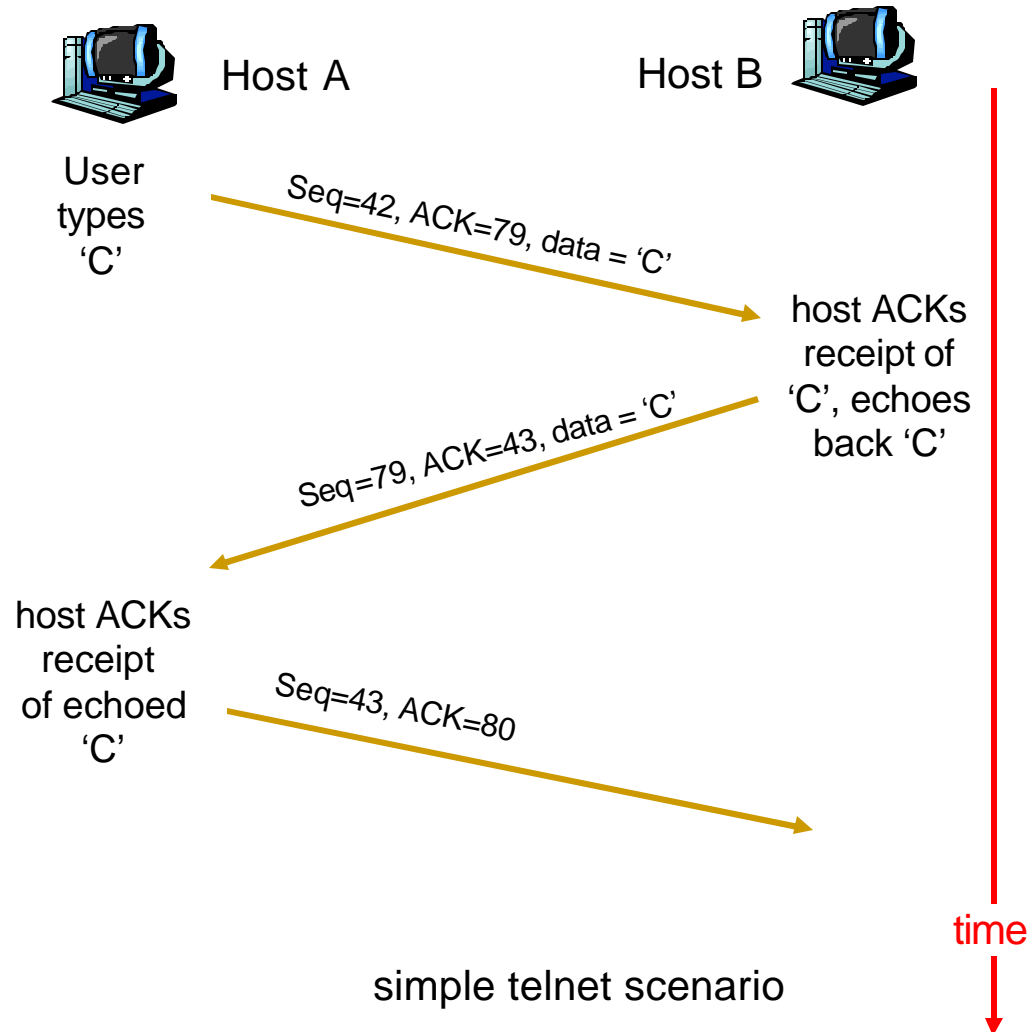 Host A
Host B
User
types
‘C’
Seq=42, ACK=79, data = ‘C’
host ACKs
receipt of
‘C’, echoes
back ‘C’
Seq=79, ACK=43, data = ‘C’
host ACKs
receipt
of echoed
‘C’
Seq=43, ACK=80
time
simple telnet scenario